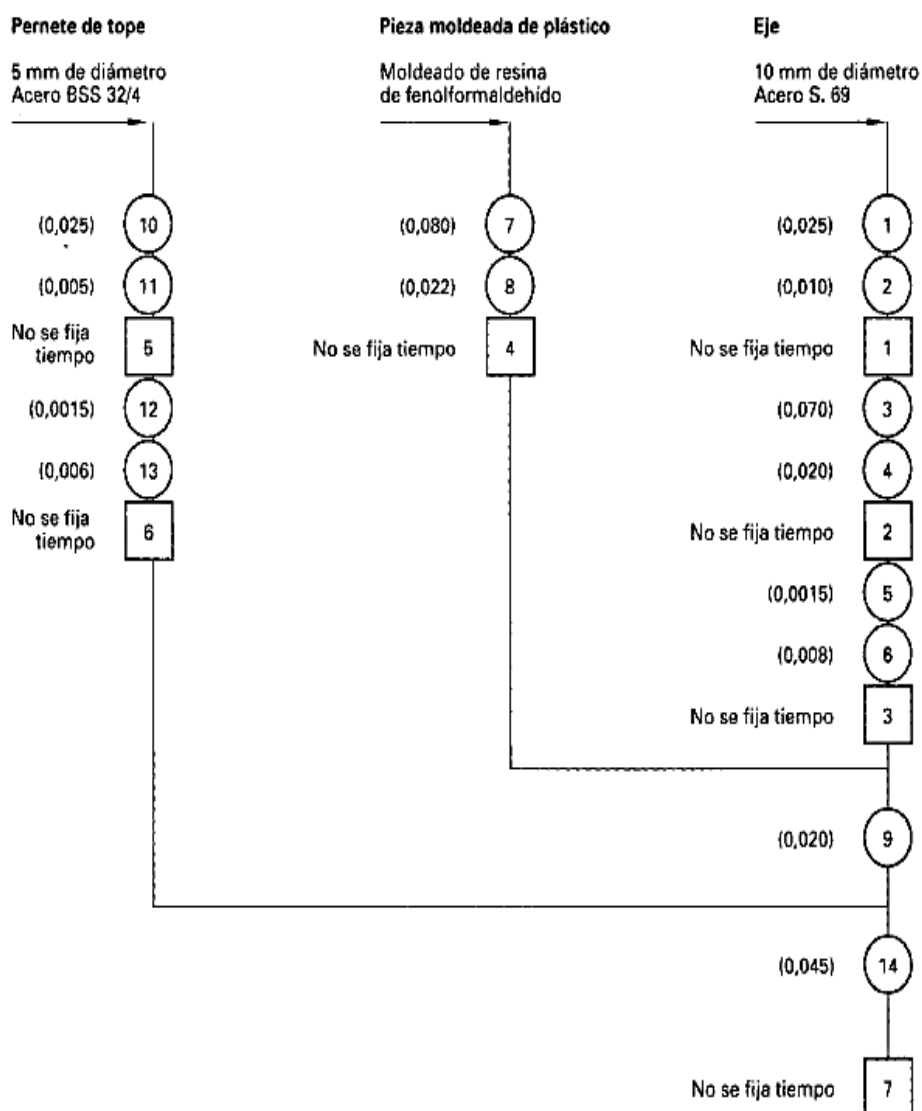 Pernete de tope
5 mm de diámetro
Acero BSS 32/4
(0,025) 10
(0,005) 11
No se fija
tiempo 5
(0,0015) 12
(0,006) 13
No se fija
tiempo 6
Pieza moldeada de plástico
Moldeado de resina
de fenolformaldehído
(0,080) 7
(0,022) 8
No se fija tiempo 4
Eje
10 mm de diámetro
Acero S. 69
(0,025) 1
(0,010) 2
No se fija tiempo 1
(0,070) 3
(0,020) 4
No se fija tiempo 2
(0,0015) 5
(0,008) 6
No se fija tiempo 3
(0,020) 9
(0,045) 14
No se fija tiempo 7